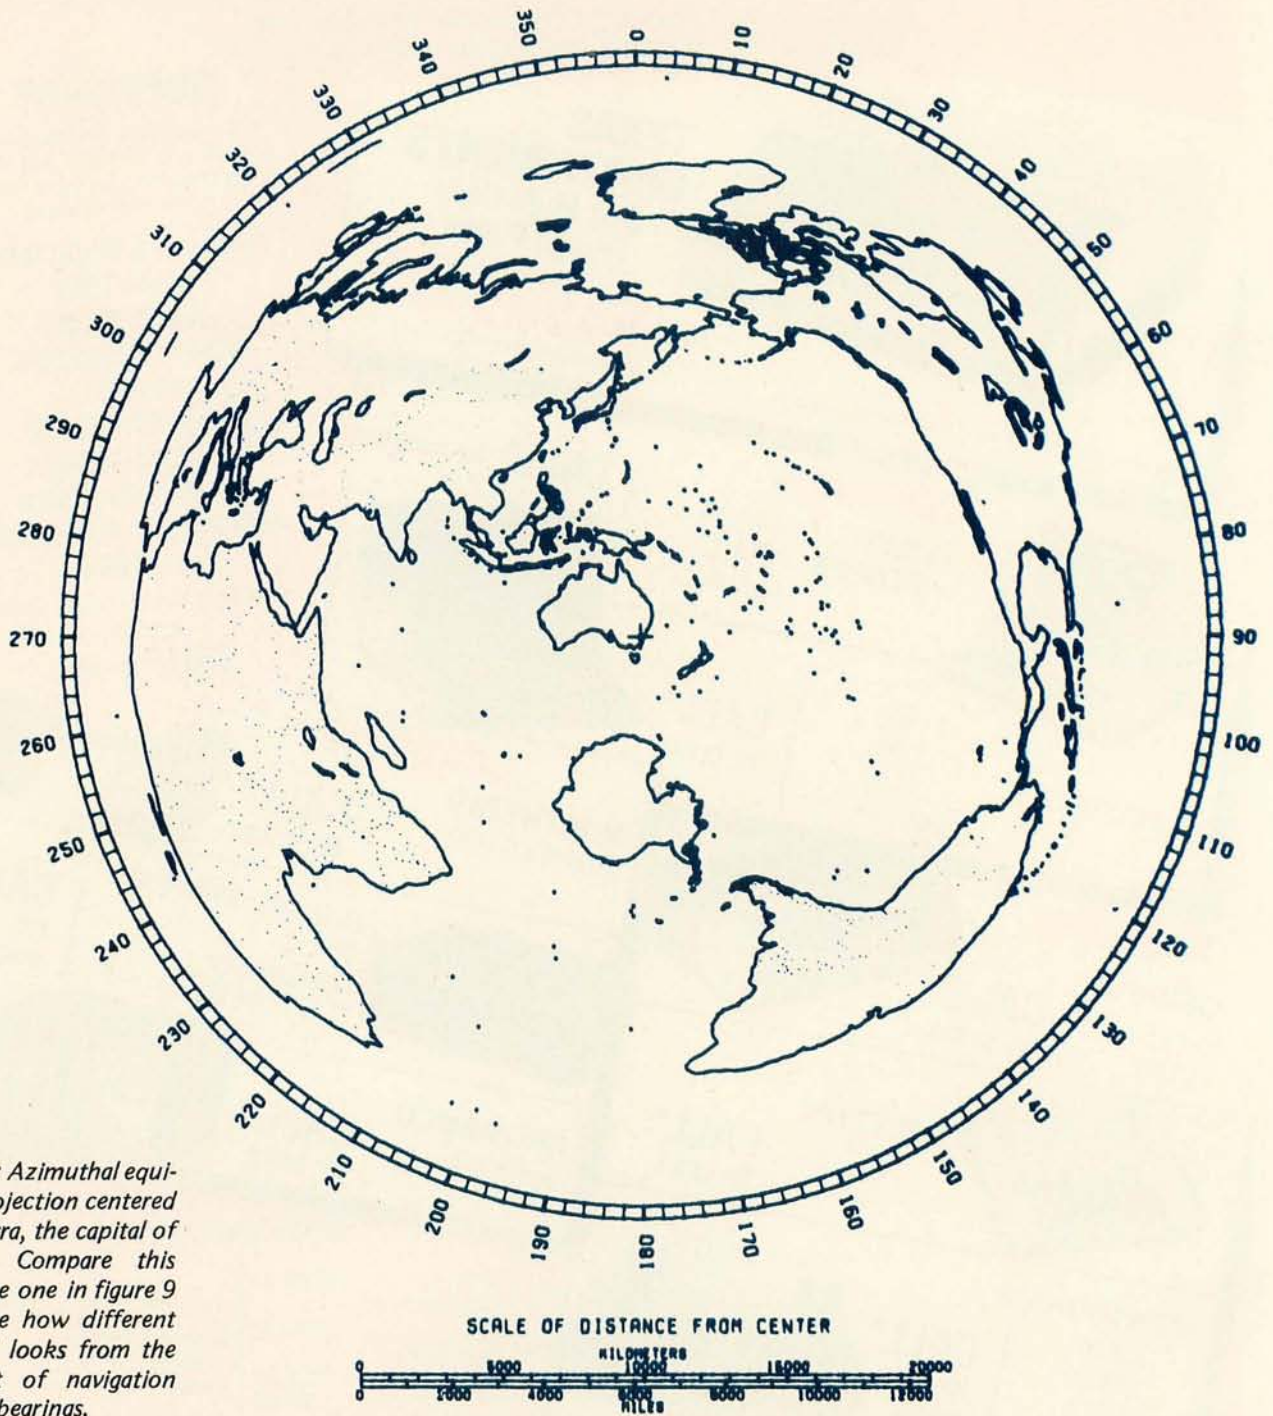 0
10
20
30
40
50
60
70
80
90
100
110
120
130
140
150
160
170
180
190
200
210
220
230
240
250
260
270
280
290
300
310
320
330
340
350
Azimuthal equi-
ojection centered
ra, the capital of
Compare this
e one in figure 9
e how different
looks from the
t of navigation
bearings.
SCALE OF DISTANCE FROM CENTER
KILOMETERS
0 5000 10000 15000 20000
0 2000 4000 6000 8000 10000 12000
MILES